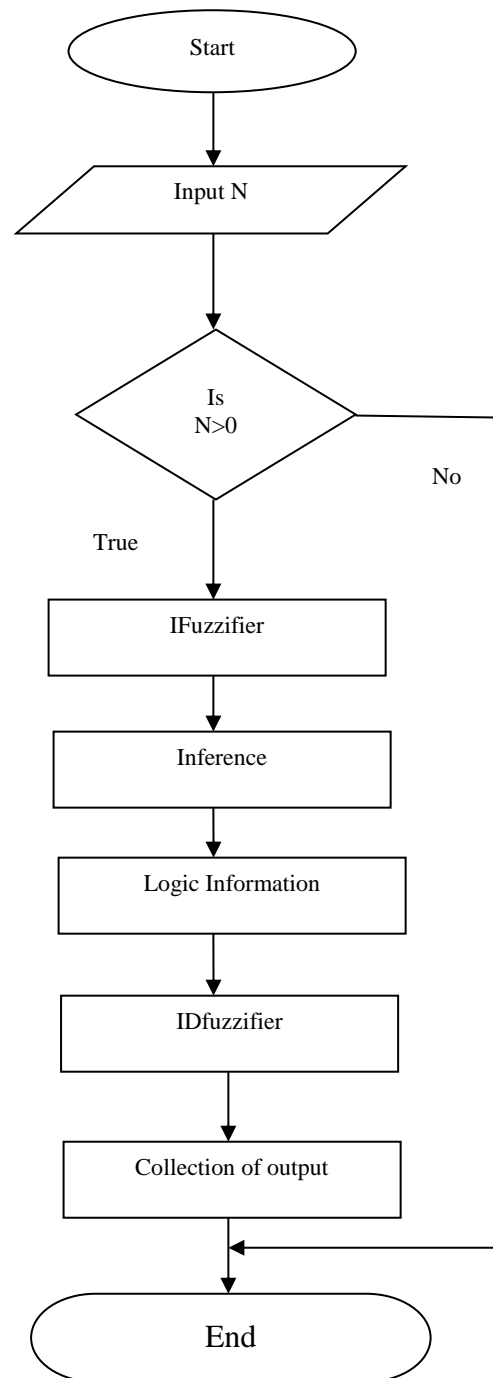 Start
Input N
Is
N>0
No
True
IFuzzifier
Inference
Logic Information
IDfuzzifier
Collection of output
End